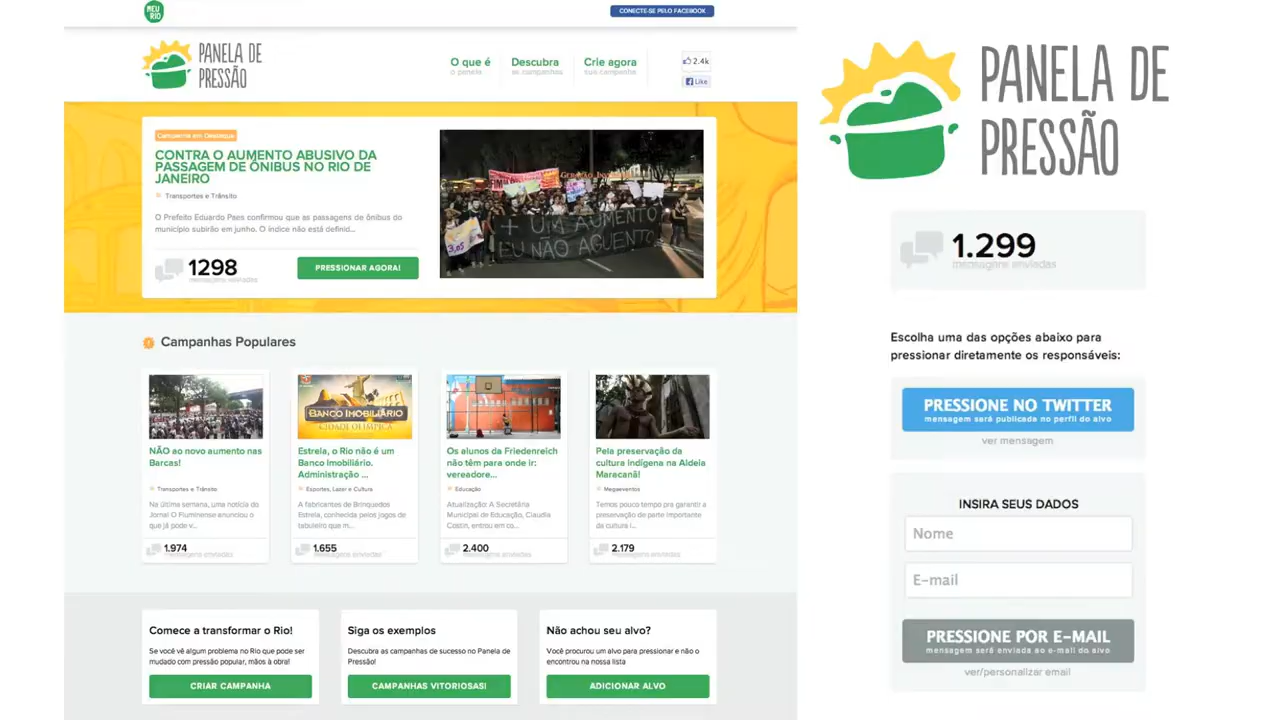 MEU
RIO
CONECTE-SE PELO FACEBOOK
PANELA DE
PRESSÃO
O que é
o panela
Descubra
as campanhas
Crie agora
sua campanha
2.4k
Like
Campanha em Destaque
CONTRA O AUMENTO ABUSIVO DA
PASSAGEM DE ÔNIBUS NO RIO DE
JANEIRO
Transportes e Trânsito
O Prefeito Eduardo Paes confirmou que as passagens de ônibus do
município subirão em junho. O índice não está definid...
1298
mensagens enviadas
PRESSIONAR AGORA!
+ UM AUMENTO
EU NÃO AGUENTO
3,05
Campanhas Populares
NÃO ao novo aumento nas
Barcas!
Transportes e Trânsito
Na última semana, uma notícia do
Jornal O Fluminense anunciou o
que já pode v...
1.974
mensagens enviadas
BANCO IMOBILIÁRIO
CIDADE OLÍMPICA
Estrela, o Rio não é um
Banco Imobiliário.
Administração ...
Esportes, Lazer e Cultura
A fabricantes de Brinquedos
Estrela, conhecida pelos jogos de
tabuleiro que m...
1.655
mensagens enviadas
Os alunos da Friedenreich
não têm para onde ir:
vereadore...
Educação
Atualização: A Secretária
Municipal de Educação, Claudia
Costin, entrou em co...
2.400
mensagens enviadas
Pela preservação da
cultura indígena na Aldeia
Maracanã!
Megaeventos
Temos pouco tempo pra garantir a
preservação de parte importante
da cultura i...
2.179
mensagens enviadas
Comece a transformar o Rio!
Se você vê algum problema no Rio que pode ser
mudado com pressão popular, mãos à obra!
CRIAR CAMPANHA
Siga os exemplos
Descubra as campanhas de sucesso no Panela de
Pressão!
CAMPANHAS VITORIOSAS!
Não achou seu alvo?
Você procurou um alvo para pressionar e não o
encontrou na nossa lista
ADICIONAR ALVO
PANELA DE
PRESSÃO
1.299
mensagens enviadas
Escolha uma das opções abaixo para
pressionar diretamente os responsáveis:
PRESSIONE NO TWITTER
mensagem será publicada no perfil do alvo
ver mensagem
INSIRA SEUS DADOS
Nome
E-mail
PRESSIONE POR E-MAIL
mensagem será enviada ao e-mail do alvo
ver/personalizar email